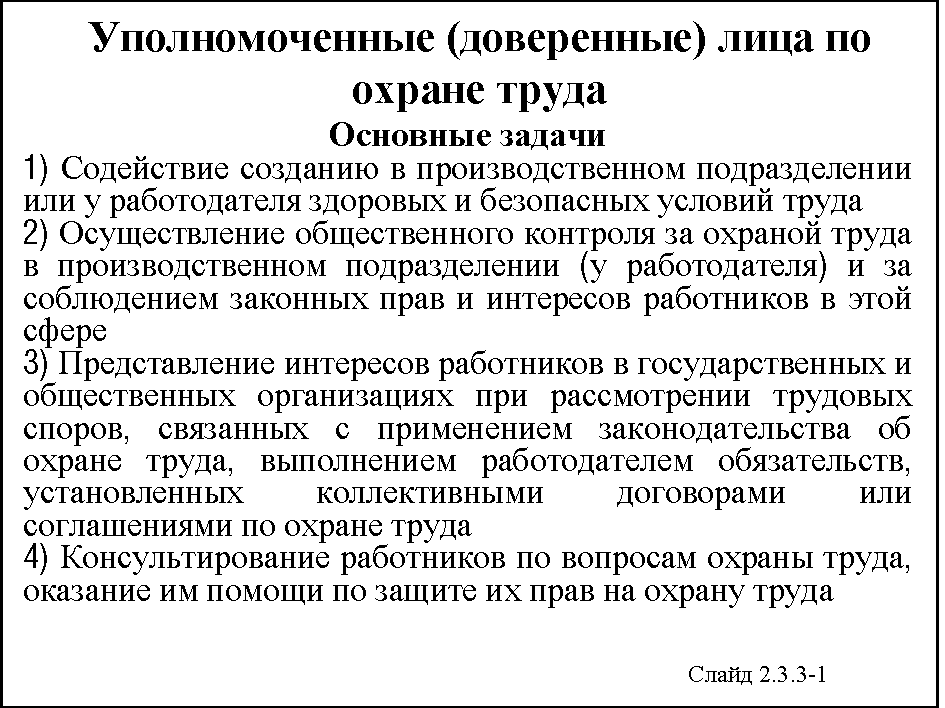 Уполномоченные (доверенные) лица по
охране труда
Основные задачи
1) Содействие созданию в производственном подразделении
или у работодателя здоровых и безопасных условий труда
2) Осуществление общественного контроля за охраной труда
в производственном подразделении (у работодателя) и за
соблюдением законных прав и интересов работников в этой
сфере
3) Представление интересов работников в государственных и
общественных организациях при рассмотрении трудовых
споров, связанных с применением законодательства об
охране труда, выполнением работодателем обязательств,
установленных коллективными договорами или
соглашениями по охране труда
4) Консультирование работников по вопросам охраны труда,
оказание им помощи по защите их прав на охрану труда
Слайд 2.3.3-1